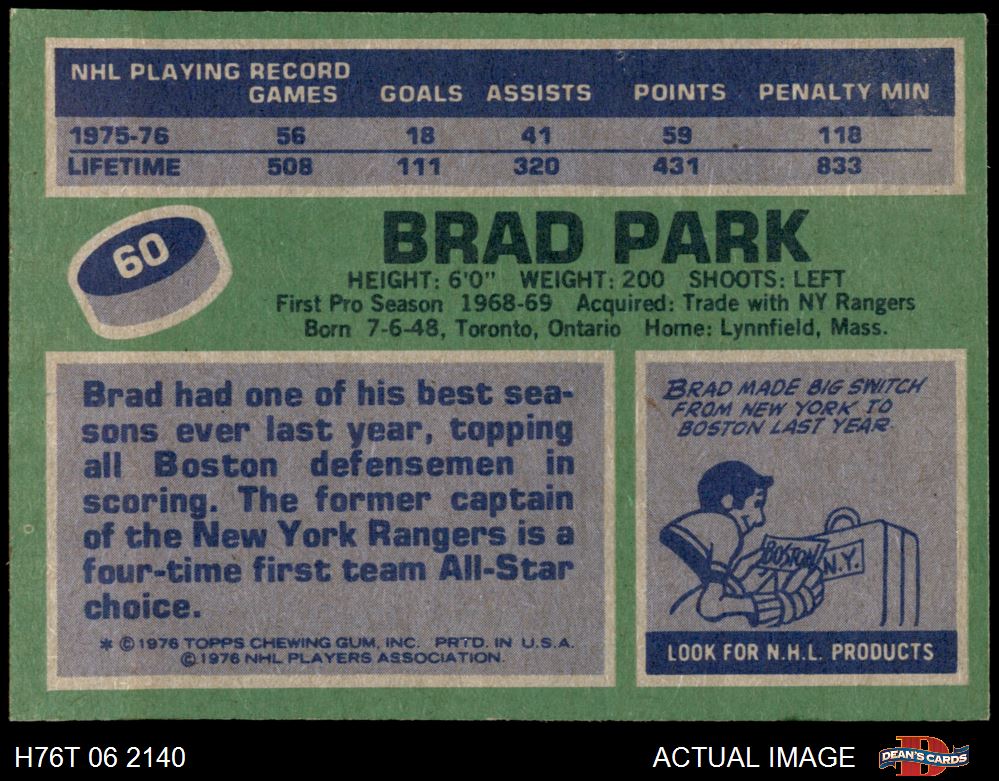 NHL PLAYING RECORD
GAMES GOALS ASSISTS POINTS PENALTY MIN
1975-76 56 18 41 59 118
LIFETIME 508 111 320 431 833
60
BRAD PARK
HEIGHT: 6'0" WEIGHT: 200 SHOOTS: LEFT
First Pro Season 1968-69 Acquired: Trade with NY Rangers
Born 7-6-48, Toronto, Ontario Home: Lynnfield, Mass.
Brad had one of his best sea-
sons ever last year, topping
all Boston defensemen in
scoring. The former captain
of the New York Rangers is a
four-time first team All-Star
choice.
* © 1976 TOPPS CHEWING GUM, INC. PRTD. IN U.S.A.
© 1976 NHL PLAYERS ASSOCIATION.
BRAD MADE BIG SWITCH
FROM NEW YORK TO
BOSTON LAST YEAR
BOSTON
N.Y.
LOOK FOR N.H.L. PRODUCTS
H76T 06 2140 ACTUAL IMAGE DEAN'S CARDS